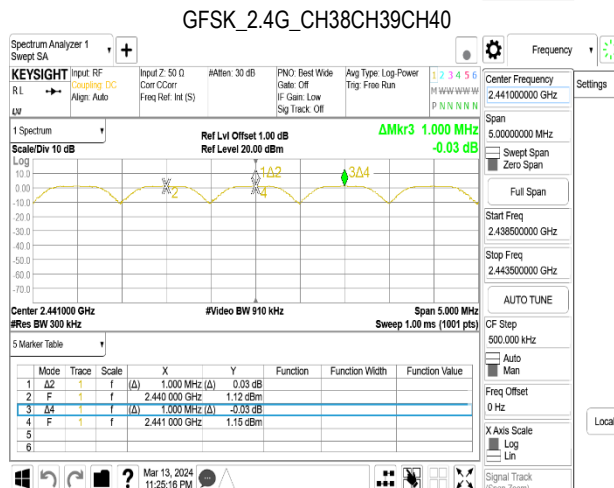 GFSK_2.4G_CH38CH39CH40
Spectrum Analyzer 1
Swept SA
+
Frequency
Settings
KEYSIGHT
RL
Input: RF
Coupling: DC
Align: Auto
Input Z: 50 Ω
Corr CCorr
Freq Ref: Int (S)
#Atten: 30 dB
PNO: Best Wide
Gate: Off
IF Gain: Low
Sig Track: Off
Avg Type: Log-Power
Trig: Free Run
1 2 3 4 5 6
M W W W W W
P N N N N N
Center Frequency
2.441000000 GHz
Span
5.00000000 MHz
Swept Span
Zero Span
Full Span
Start Freq
2.438500000 GHz
Stop Freq
2.443500000 GHz
AUTO TUNE
CF Step
500.000 kHz
Auto
Man
Freq Offset
0 Hz
X Axis Scale
Log
Lin
Signal Track
(Span Zoom)
Local
1 Spectrum
Scale/Div 10 dB
Ref Lvl Offset 1.00 dB
Ref Level 20.00 dBm
ΔMkr3 1.000 MHz
-0.03 dB
Log
10.0
0.00
-10.0
-20.0
-30.0
-40.0
-50.0
-60.0
-70.0
2
1Δ2
4
3Δ4
Center 2.441000 GHz
#Res BW 300 kHz
#Video BW 910 kHz
Span 5.000 MHz
Sweep 1.00 ms (1001 pts)
5 Marker Table
Mode Trace Scale X Y Function Function Width Function Value
1 Δ2 1 f (Δ) 1.000 MHz (Δ) 0.03 dB
2 F 1 f 2.440 000 GHz 1.12 dBm
3 Δ4 1 f (Δ) 1.000 MHz (Δ) -0.03 dB
4 F 1 f 2.441 000 GHz 1.15 dBm
5
6
?
Mar 13, 2024
11:25:16 PM